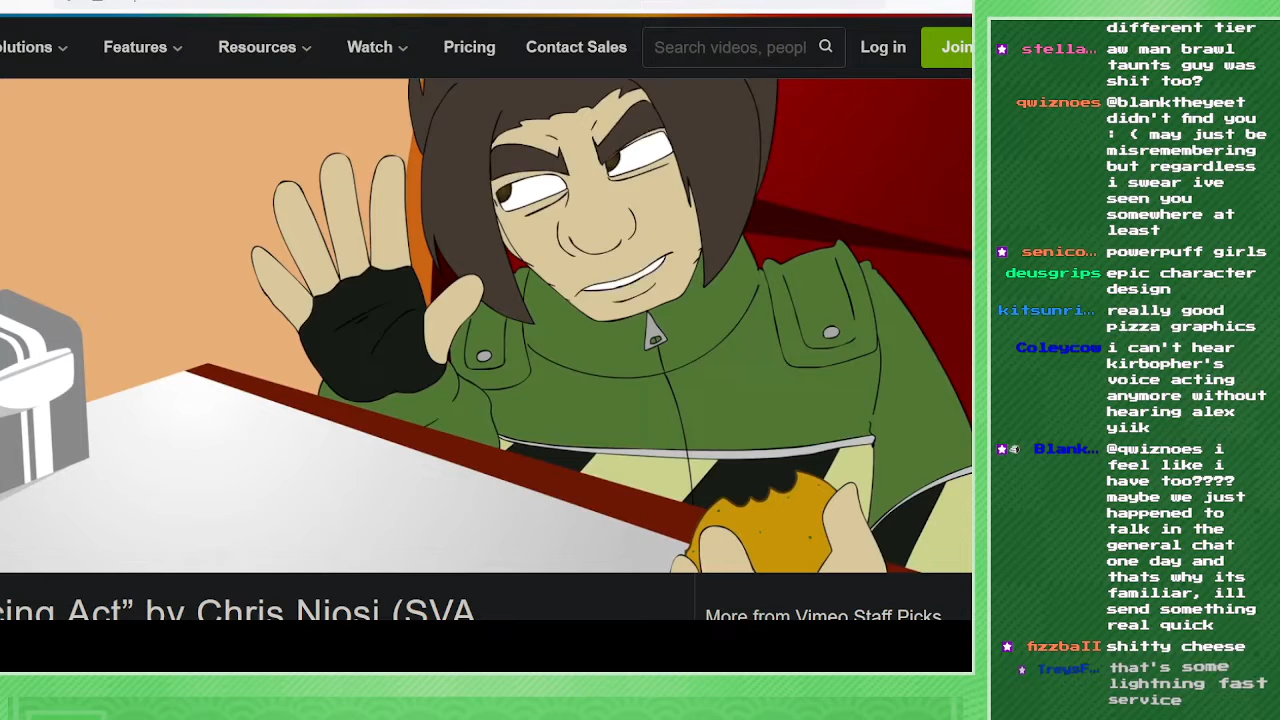 olutions
Features
Resources
Watch
Pricing
Contact Sales
Search videos, peopl
Log in
Join
cing Act” by Chris Niosi (SVA
More from Vimeo Staff Picks
different tier
stella… aw man brawl
taunts guy was
shit too?
qwiznoes @blanktheyeet
didn't find you
: ( may just be
misremembering
but regardless
i swear ive
seen you
somewhere at
least
senico… powerpuff girls
deusgrips epic character
design
kitsunri… really good
pizza graphics
Coleycow i can't hear
kirbopher's
voice acting
anymore without
hearing alex
yiik
Blank… @qwiznoes i
feel like i
have too????
maybe we just
happened to
talk in the
general chat
one day and
thats why its
familiar, ill
send something
real quick
fizzbaII shitty cheese
TreysF… that's some
lightning fast
service